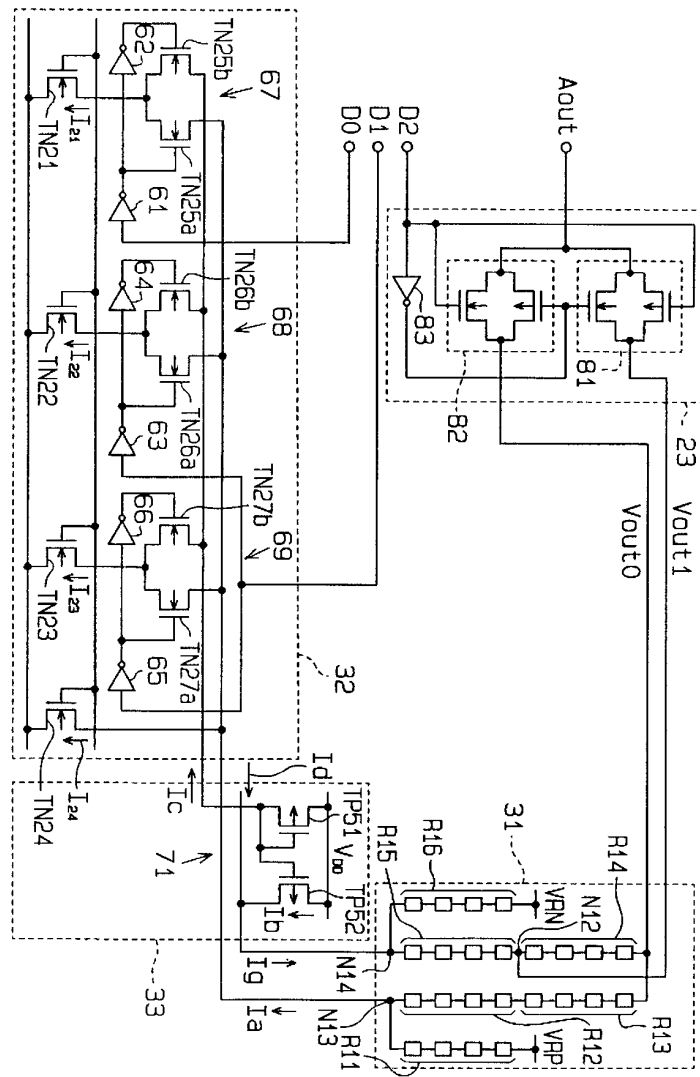 67
62
TN25b
I21
TN21
TN25a
61
D0
D1
D2
Aout
68
64
TN26b
I22
TN22
TN26a
63
83
82
81
23
69
66
TN27b
I23
TN23
TN27a
65
32
I24
TN24
Vout0
Vout1
Id
Ic
71
TP51
VDD
TP52
Ib
33
31
R16
R15
R14
VRN
N12
N14
Ig
Ia
N13
R11
R12
R13
VRP